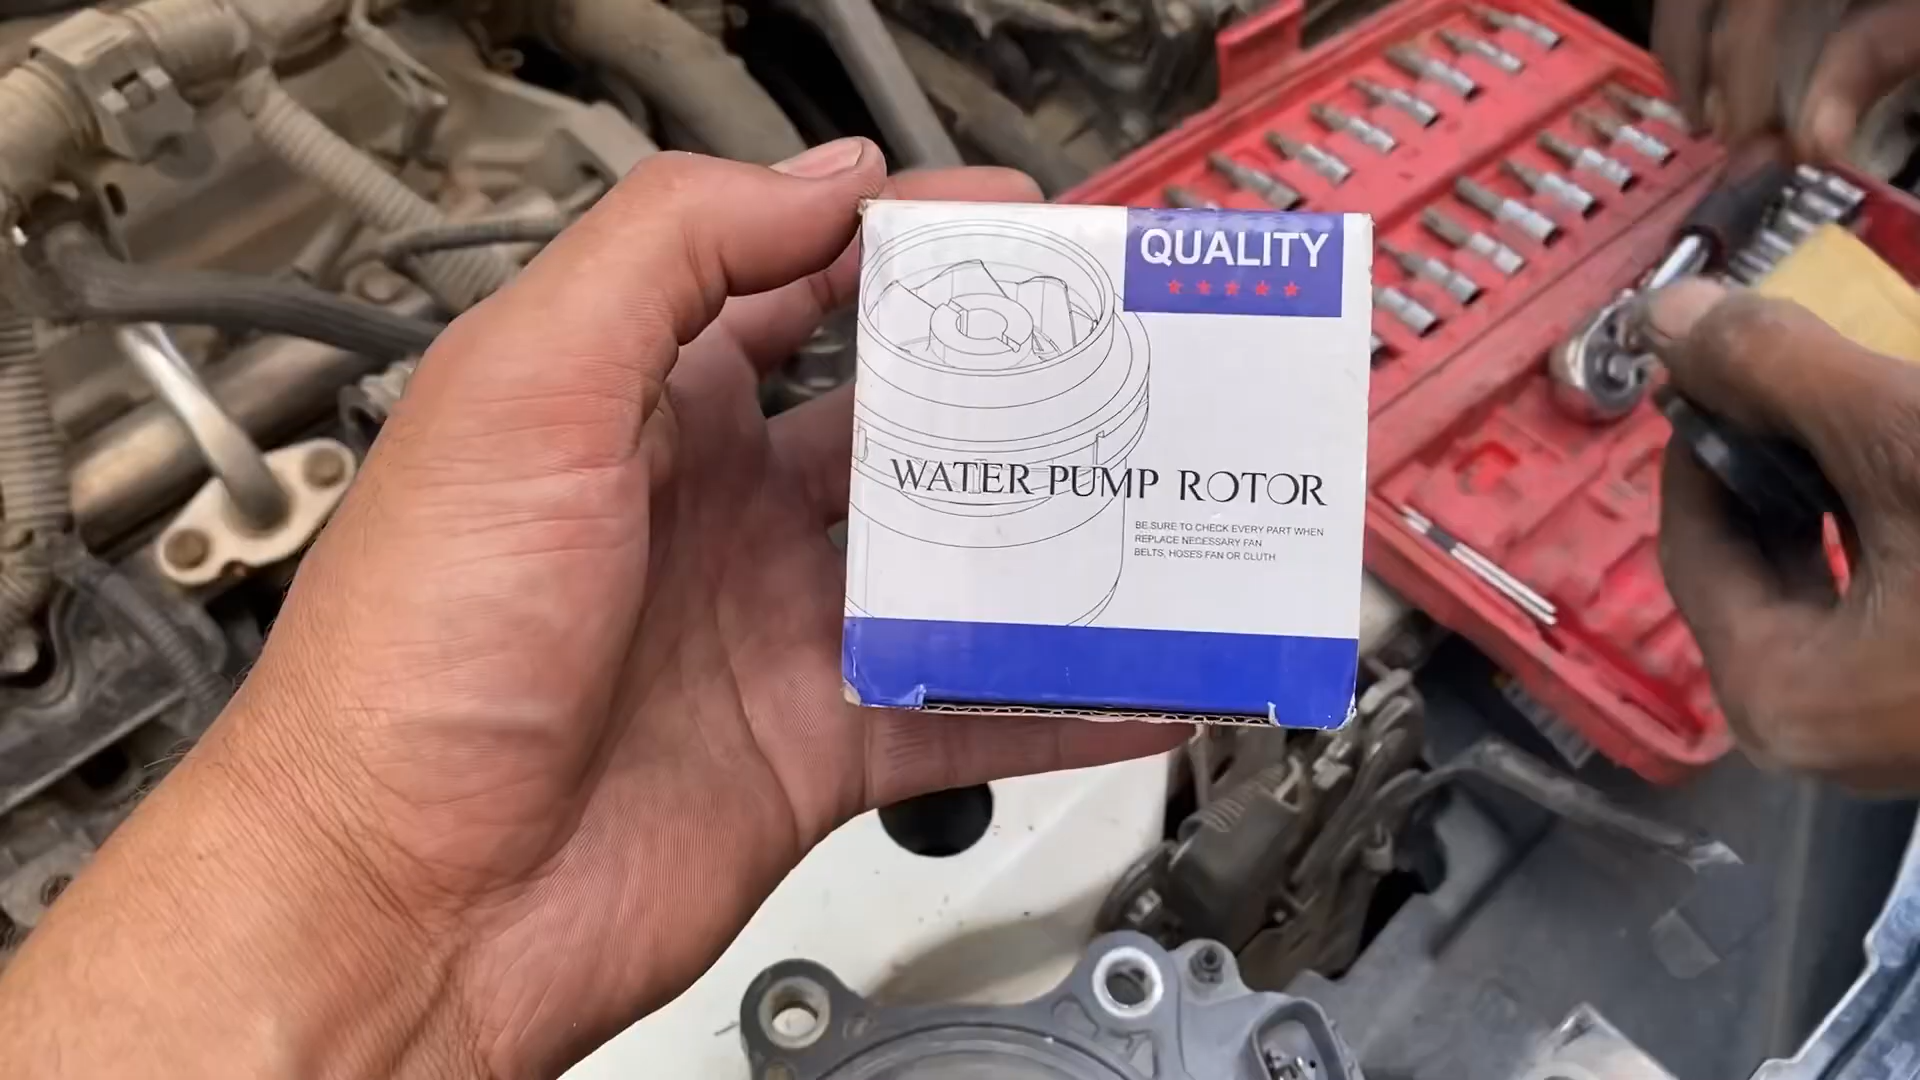 QUALITY
WATER PUMP ROTOR
BE.SURE TO CHECK EVERY PART WHEN
REPLACE NECESSARY FAN
BELTS, HOSES FAN OR CLUTH